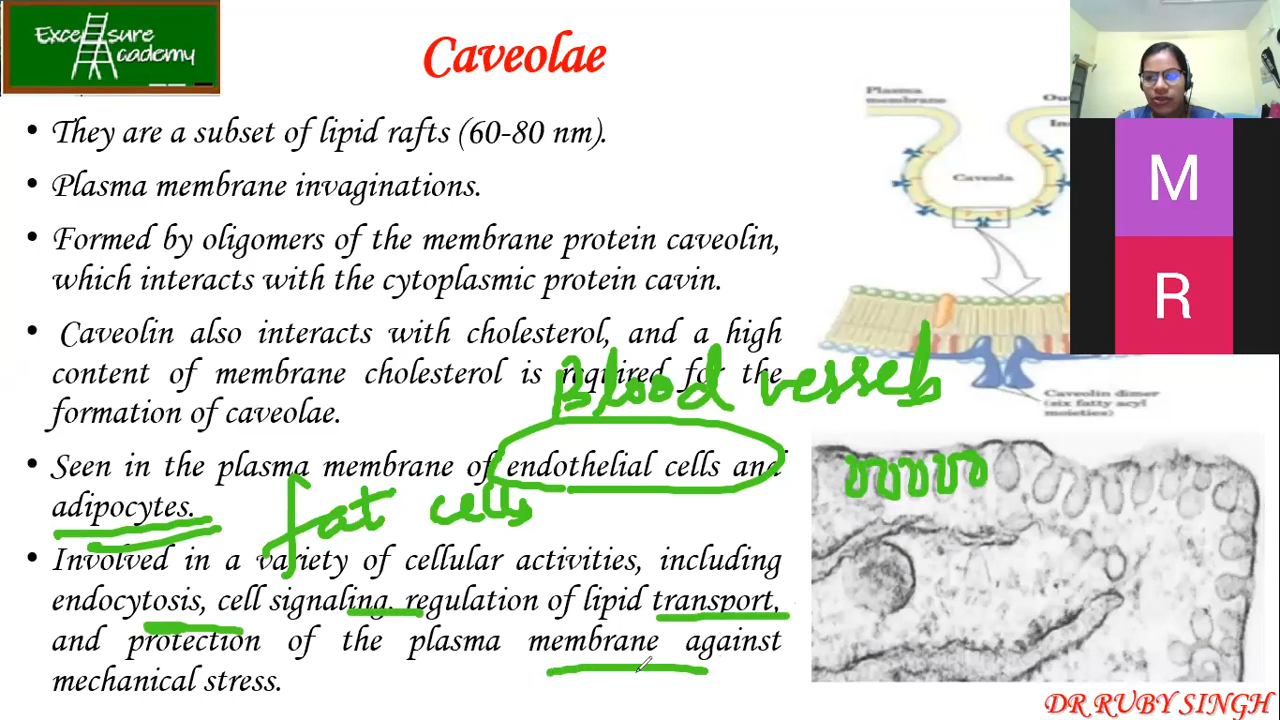 Excel sure
Academy
Caveolae
• They are a subset of lipid rafts (60-80 nm).
• Plasma membrane invaginations.
• Formed by oligomers of the membrane protein caveolin,
which interacts with the cytoplasmic protein cavin.
• Caveolin also interacts with cholesterol, and a high
content of membrane cholesterol is required for the
formation of caveolae.
Blood vessels
• Seen in the plasma membrane of endothelial cells and
adipocytes.
fat cells
• Involved in a variety of cellular activities, including
endocytosis, cell signaling, regulation of lipid transport,
and protection of the plasma membrane against
mechanical stress.
Plasma
membrane
Caveola
Caveolin dimer
(six fatty acyl
moieties)
M
R
DR RUBY SINGH